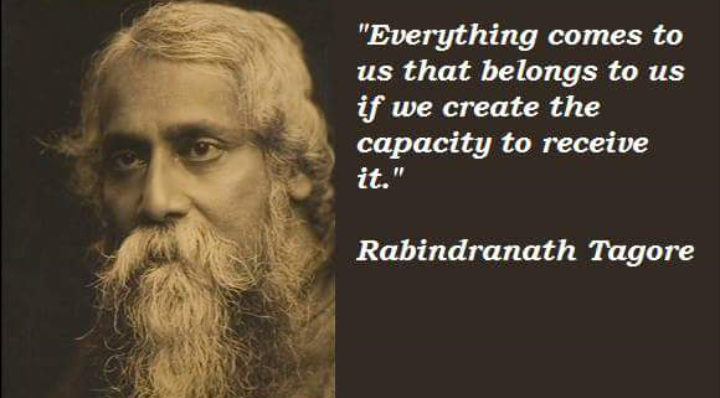 "Everything comes to
us that belongs to us
if we create the
capacity to receive
it."
Rabindranath Tagore